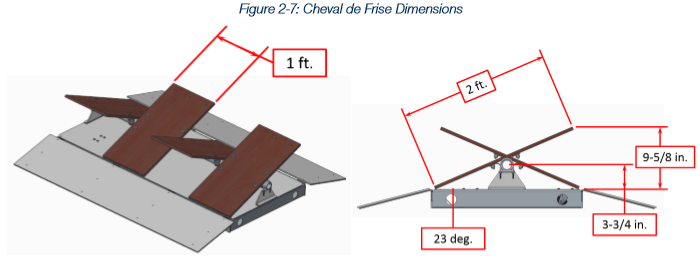 Figure 2-7: Cheval de Frise Dimensions
1 ft.
2 ft.
9-5/8 in.
3-3/4 in.
23 deg.